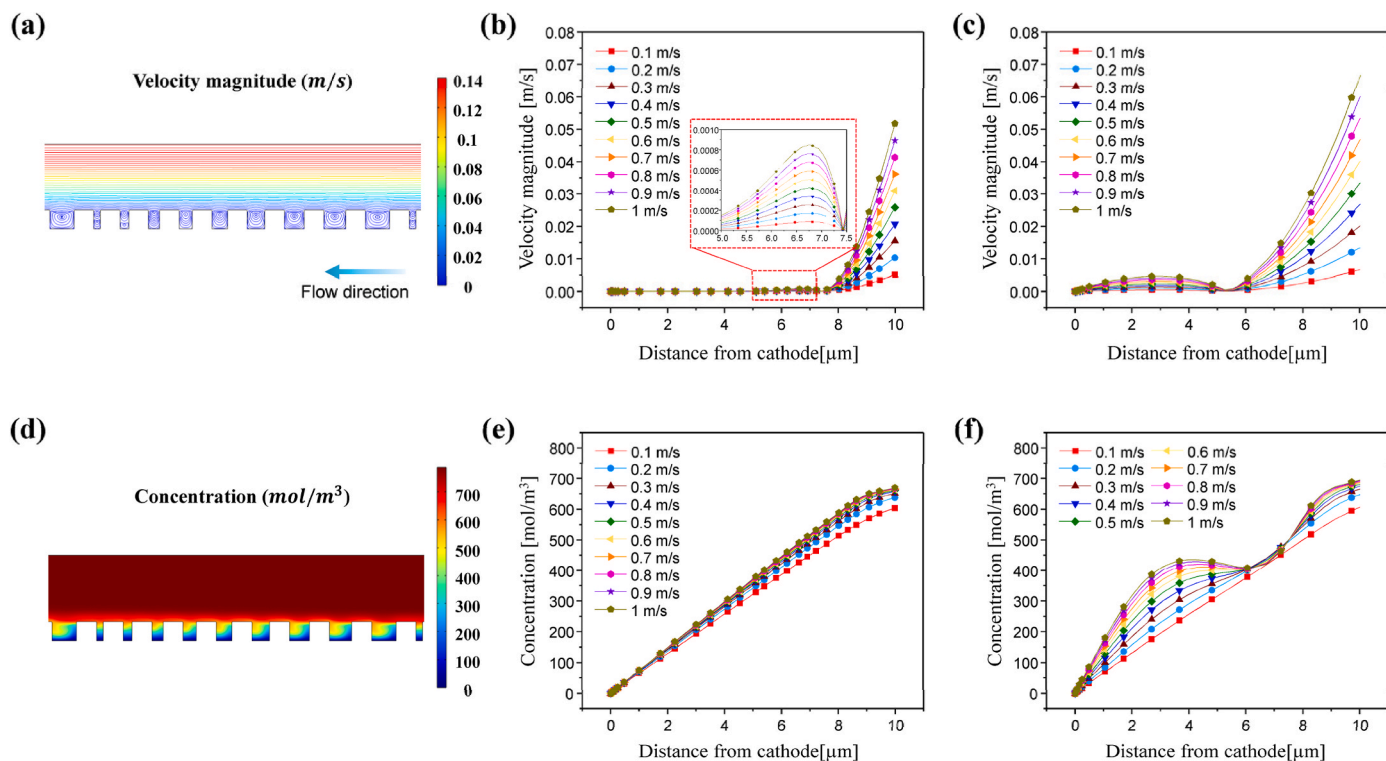 (a)
Velocity magnitude (m/s)
0.14
0.12
0.1
0.08
0.06
0.04
0.02
0
Flow direction
(b)
Velocity magnitude [m/s]
0.08
0.07
0.06
0.05
0.04
0.03
0.02
0.01
0.00
0.1 m/s
0.2 m/s
0.3 m/s
0.4 m/s
0.5 m/s
0.6 m/s
0.7 m/s
0.8 m/s
0.9 m/s
1 m/s
0.0010
0.0008
0.0006
0.0004
0.0002
0.0000
5.0 5.5 6.0 6.5 7.0 7.5
0 2 4 6 8 10
Distance from cathode[μm]
(c)
Velocity magnitude [m/s]
0.08
0.07
0.06
0.05
0.04
0.03
0.02
0.01
0.00
0.1 m/s
0.2 m/s
0.3 m/s
0.4 m/s
0.5 m/s
0.6 m/s
0.7 m/s
0.8 m/s
0.9 m/s
1 m/s
0 2 4 6 8 10
Distance from cathode[μm]
(d)
Concentration (mol/m³)
700
600
500
400
300
200
100
0
(e)
Concentration [mol/m³]
800
700
600
500
400
300
200
100
0
0.1 m/s
0.2 m/s
0.3 m/s
0.4 m/s
0.5 m/s
0.6 m/s
0.7 m/s
0.8 m/s
0.9 m/s
1 m/s
0 2 4 6 8 10
Distance from cathode[μm]
(f)
Concentration [mol/m³]
800
700
600
500
400
300
200
100
0
0.1 m/s 0.6 m/s
0.2 m/s 0.7 m/s
0.3 m/s 0.8 m/s
0.4 m/s 0.9 m/s
0.5 m/s 1 m/s
0 2 4 6 8 10
Distance from cathode[μm]